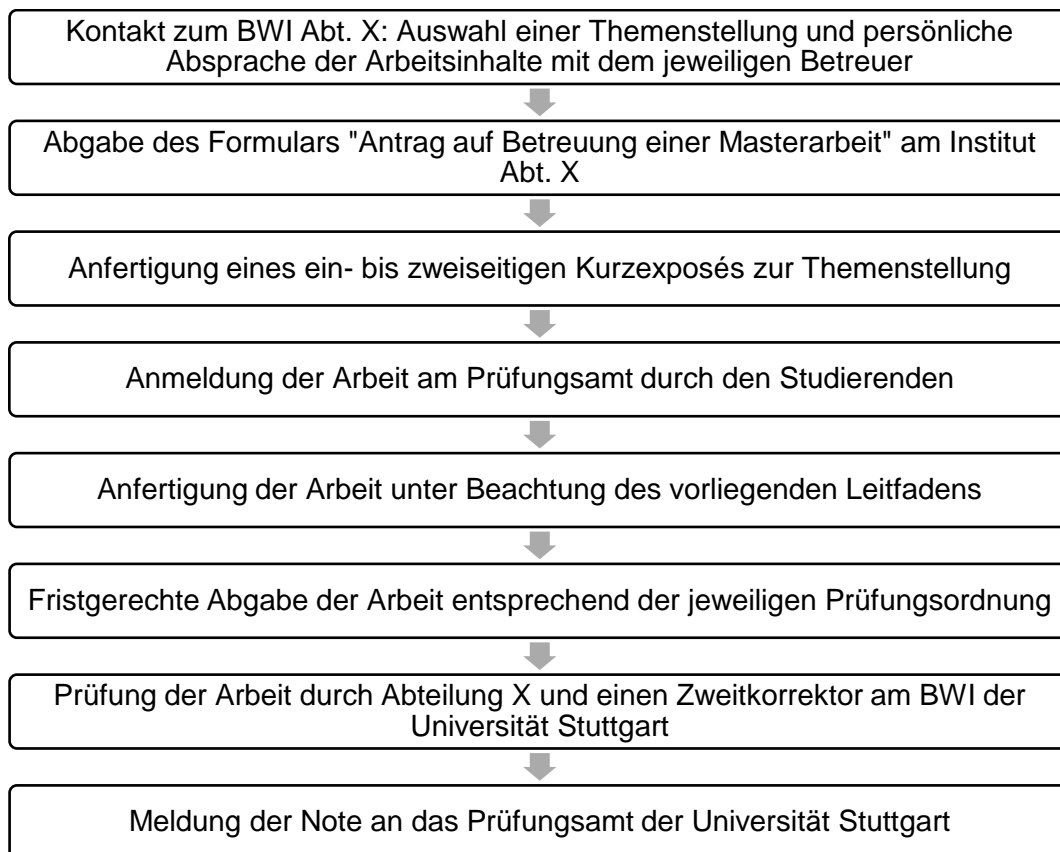 Kontakt zum BWI Abt. X: Auswahl einer Themenstellung und persönliche
Absprache der Arbeitsinhalte mit dem jeweiligen Betreuer
Abgabe des Formulars "Antrag auf Betreuung einer Masterarbeit" am Institut
Abt. X
Anfertigung eines ein- bis zweiseitigen Kurzexposés zur Themenstellung
Anmeldung der Arbeit am Prüfungsamt durch den Studierenden
Anfertigung der Arbeit unter Beachtung des vorliegenden Leitfadens
Fristgerechte Abgabe der Arbeit entsprechend der jeweiligen Prüfungsordnung
Prüfung der Arbeit durch Abteilung X und einen Zweitkorrektor am BWI der
Universität Stuttgart
Meldung der Note an das Prüfungsamt der Universität Stuttgart